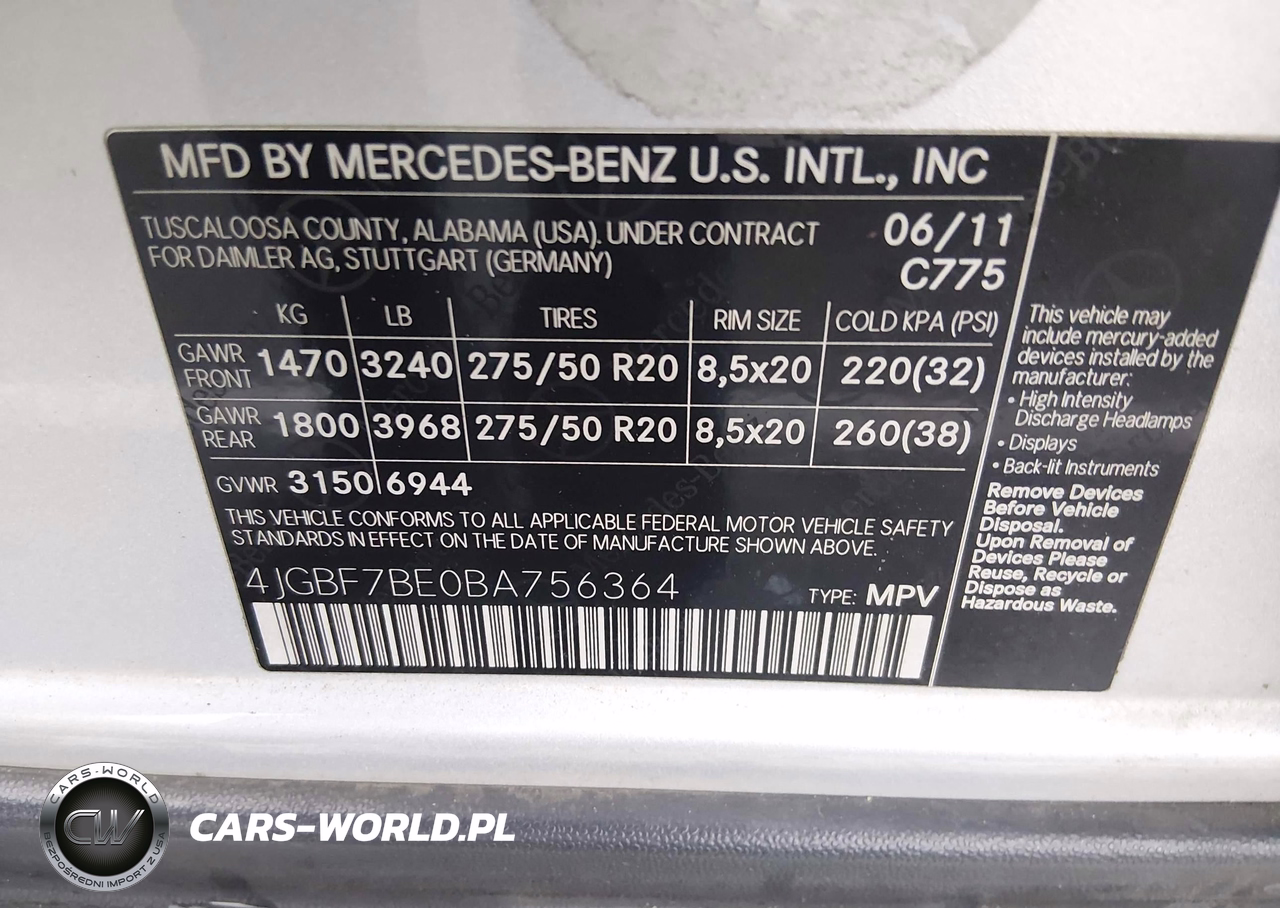 MFD BY MERCEDES-BENZ U.S. INTL., INC
TUSCALOOSA COUNTY, ALABAMA (USA). UNDER CONTRACT
FOR DAIMLER AG, STUTTGART (GERMANY)
06/11
C775
KG LB TIRES RIM SIZE COLD KPA (PSI)
GAWR FRONT 1470 3240 275/50 R20 8,5x20 220(32)
GAWR REAR 1800 3968 275/50 R20 8,5x20 260(38)
GVWR 3150 6944
THIS VEHICLE CONFORMS TO ALL APPLICABLE FEDERAL MOTOR VEHICLE SAFETY
STANDARDS IN EFFECT ON THE DATE OF MANUFACTURE SHOWN ABOVE.
4JGBF7BE0BA756364 TYPE: MPV
This vehicle may
include mercury-added
devices installed by the
manufacturer:
• High Intensity
Discharge Headlamps
• Displays
• Back-lit Instruments
Remove Devices
Before Vehicle
Disposal.
Upon Removal of
Devices Please
Reuse, Recycle or
Dispose as
Hazardous Waste.
CARS-WORLD
CW
BEZPOŚREDNI IMPORT Z USA
CARS-WORLD.PL